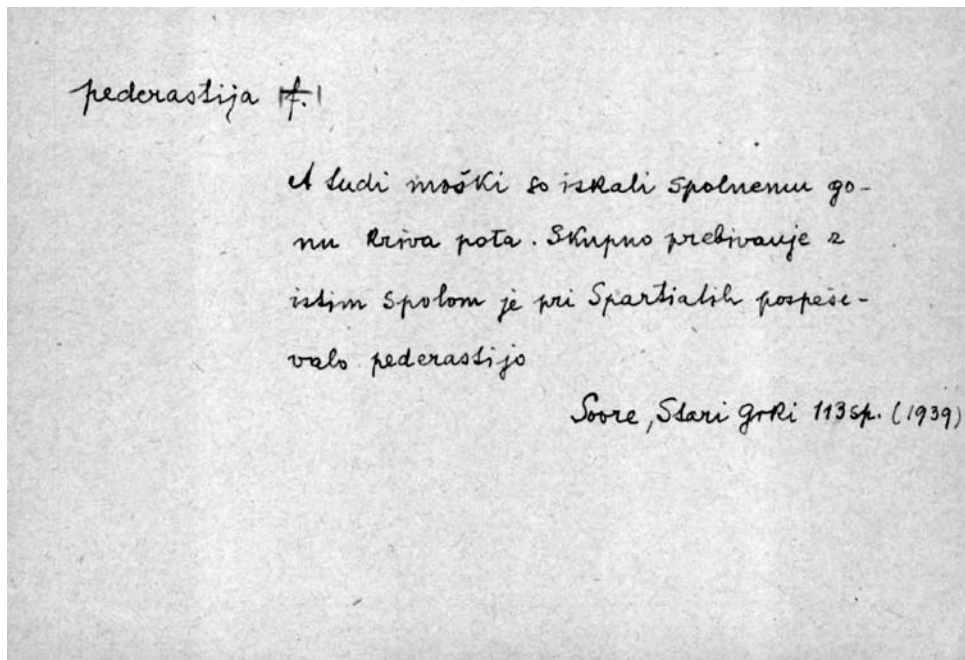 pederastija f.
A tudi moški so iskali spolnemu go-
nu kriva pota. Skupno prebivanje z
istim spolom je pri Spartiatih pospeše-
valo pederastijo
Sovre, Stari Grki 113 sp. (1939)